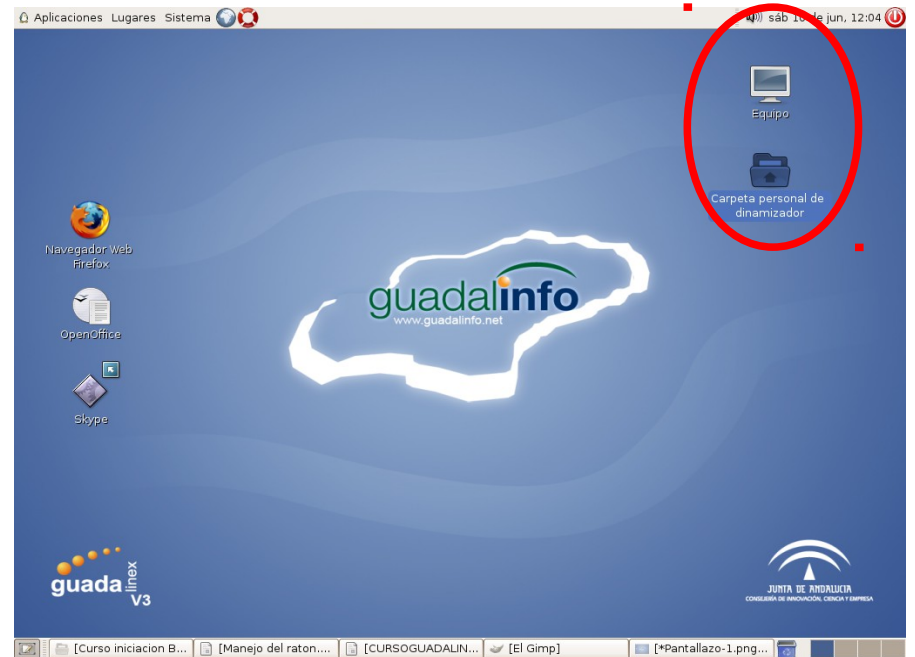 Aplicaciones Lugares Sistema
sáb 10 de jun, 12:04
Equipo
Carpeta personal de
dinamizador
Navegador Web
Firefox
guadalinfo
www.guadalinfo.net
OpenOffice
Skype
guadalinex
V3
JUNTA DE ANDALUCIA
CONSEJERÍA DE INNOVACIÓN, CIENCIA Y EMPRESA
[Curso iniciacion B... [Manejo del raton.... [CURSOGUADALIN... [El Gimp] [*Pantallazo-1.png...